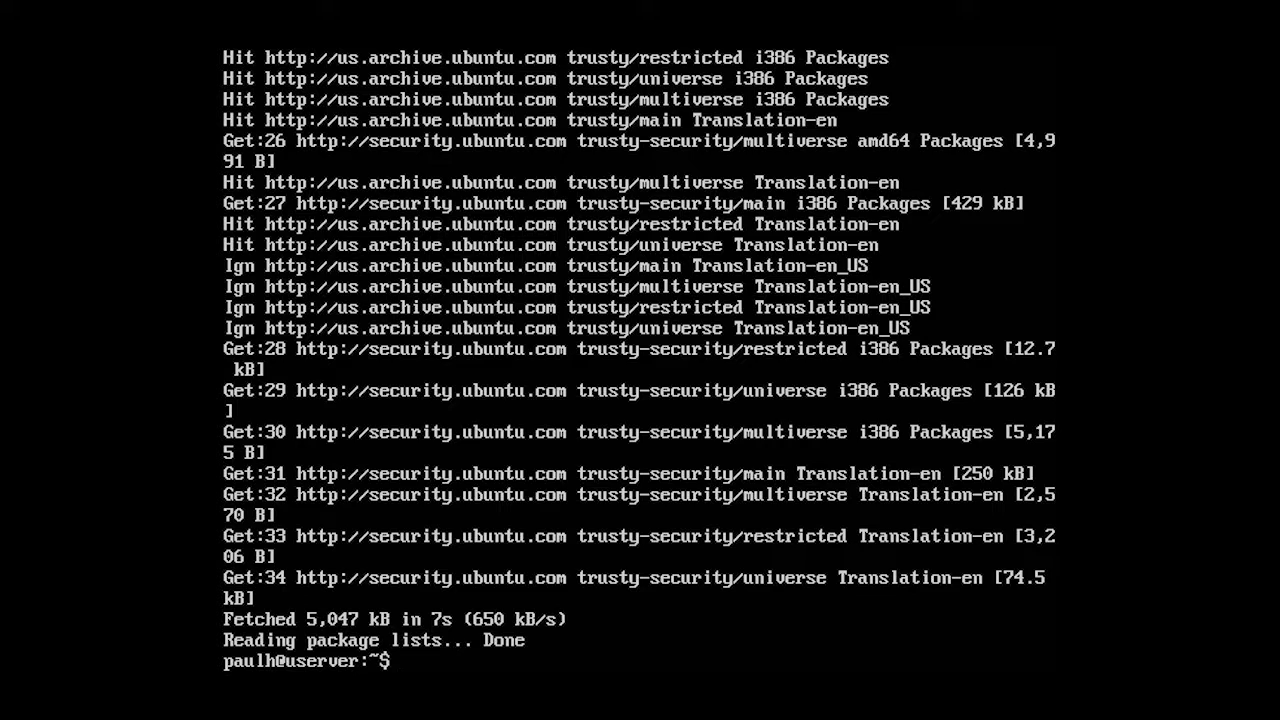 Hit http://us.archive.ubuntu.com trusty/restricted i386 Packages
Hit http://us.archive.ubuntu.com trusty/universe i386 Packages
Hit http://us.archive.ubuntu.com trusty/multiverse i386 Packages
Hit http://us.archive.ubuntu.com trusty/main Translation-en
Get:26 http://security.ubuntu.com trusty-security/multiverse amd64 Packages [4,9
91 B]
Hit http://us.archive.ubuntu.com trusty/multiverse Translation-en
Get:27 http://security.ubuntu.com trusty-security/main i386 Packages [429 kB]
Hit http://us.archive.ubuntu.com trusty/restricted Translation-en
Hit http://us.archive.ubuntu.com trusty/universe Translation-en
Ign http://us.archive.ubuntu.com trusty/main Translation-en_US
Ign http://us.archive.ubuntu.com trusty/multiverse Translation-en_US
Ign http://us.archive.ubuntu.com trusty/restricted Translation-en_US
Ign http://us.archive.ubuntu.com trusty/universe Translation-en_US
Get:28 http://security.ubuntu.com trusty-security/restricted i386 Packages [12.7
 kB]
Get:29 http://security.ubuntu.com trusty-security/universe i386 Packages [126 kB
]
Get:30 http://security.ubuntu.com trusty-security/multiverse i386 Packages [5,17
5 B]
Get:31 http://security.ubuntu.com trusty-security/main Translation-en [250 kB]
Get:32 http://security.ubuntu.com trusty-security/multiverse Translation-en [2,5
70 B]
Get:33 http://security.ubuntu.com trusty-security/restricted Translation-en [3,2
06 B]
Get:34 http://security.ubuntu.com trusty-security/universe Translation-en [74.5
kB]
Fetched 5,047 kB in 7s (650 kB/s)
Reading package lists... Done
paulh@userver:~$